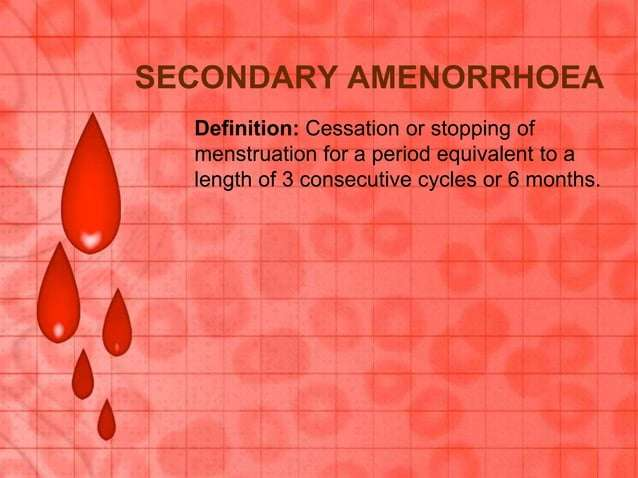 SECONDARY AMENORRHOEA
Definition: Cessation or stopping of
menstruation for a period equivalent to a
length of 3 consecutive cycles or 6 months.